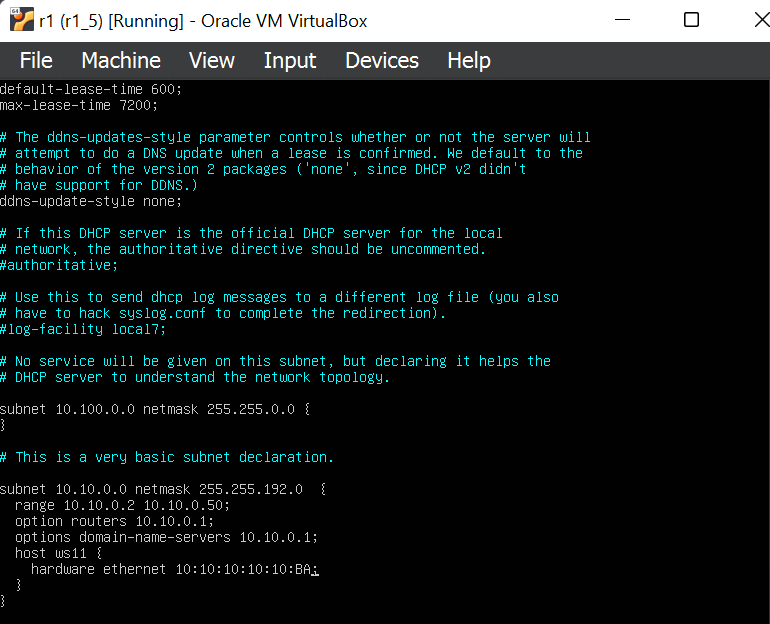 64
r1 (r1_5) [Running] - Oracle VM VirtualBox
File Machine View Input Devices Help
default-lease-time 600;
max-lease-time 7200;
# The ddns-updates-style parameter controls whether or not the server will
# attempt to do a DNS update when a lease is confirmed. We default to the
# behavior of the version 2 packages ('none', since DHCP v2 didn't
# have support for DDNS.)
ddns-update-style none;
# If this DHCP server is the official DHCP server for the local
# network, the authoritative directive should be uncommented.
#authoritative;
# Use this to send dhcp log messages to a different log file (you also
# have to hack syslog.conf to complete the redirection).
#log-facility local7;
# No service will be given on this subnet, but declaring it helps the
# DHCP server to understand the network topology.
subnet 10.100.0.0 netmask 255.255.0.0 {
}
# This is a very basic subnet declaration.
subnet 10.10.0.0 netmask 255.255.192.0  {
  range 10.10.0.2 10.10.0.50;
  option routers 10.10.0.1;
  options domain-name-servers 10.10.0.1;
  host ws11 {
    hardware ethernet 10:10:10:10:10:BA;
  }
}